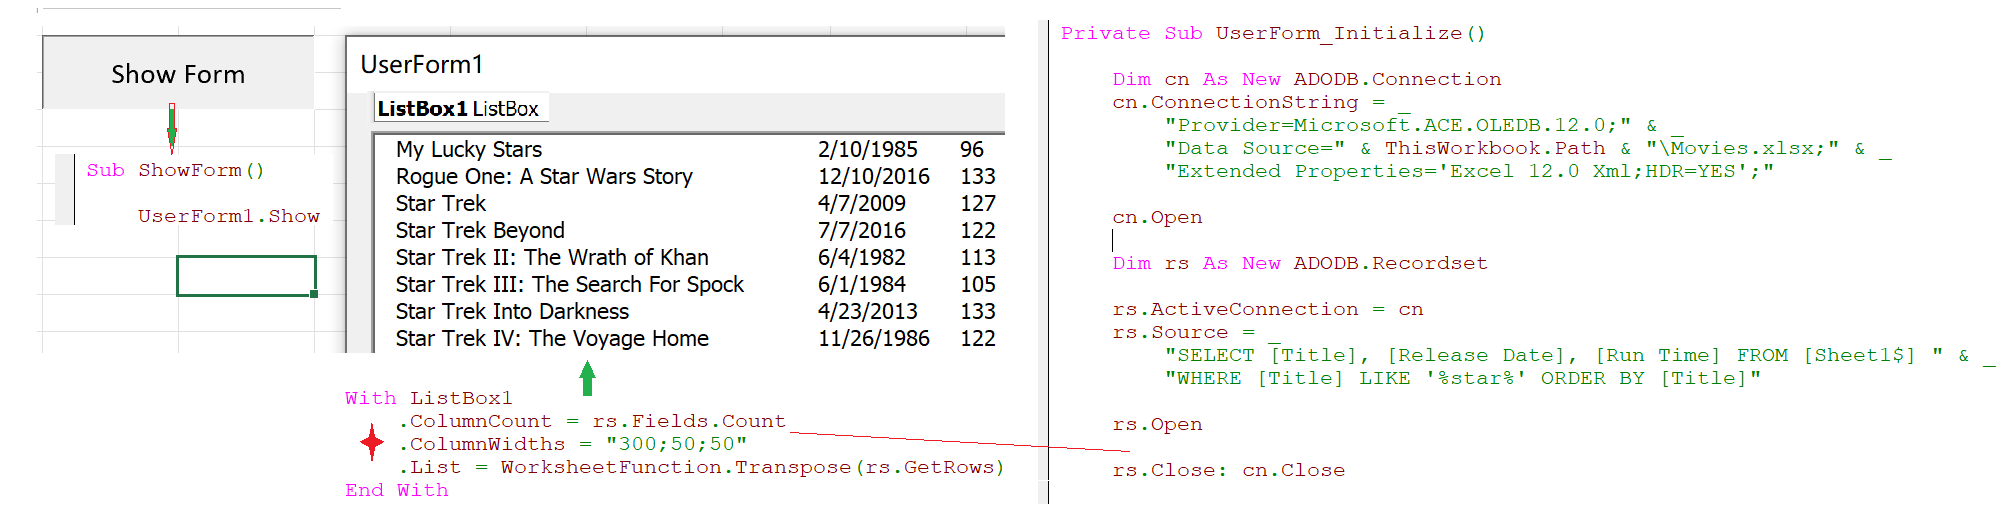 Show Form
Sub ShowForm()
UserForm1.Show
UserForm1
ListBox1 ListBox
My Lucky Stars 2/10/1985 96
Rogue One: A Star Wars Story 12/10/2016 133
Star Trek 4/7/2009 127
Star Trek Beyond 7/7/2016 122
Star Trek II: The Wrath of Khan 6/4/1982 113
Star Trek III: The Search For Spock 6/1/1984 105
Star Trek Into Darkness 4/23/2013 133
Star Trek IV: The Voyage Home 11/26/1986 122
With ListBox1
.ColumnCount = rs.Fields.Count
.ColumnWidths = "300;50;50"
.List = WorksheetFunction.Transpose(rs.GetRows)
End With
Private Sub UserForm_Initialize()
Dim cn As New ADODB.Connection
cn.ConnectionString = _
"Provider=Microsoft.ACE.OLEDB.12.0;" & _
"Data Source=" & ThisWorkbook.Path & "\Movies.xlsx;" & _
"Extended Properties='Excel 12.0 Xml;HDR=YES';"
cn.Open
Dim rs As New ADODB.Recordset
rs.ActiveConnection = cn
rs.Source = _
"SELECT [Title], [Release Date], [Run Time] FROM [Sheet1$] " & _
"WHERE [Title] LIKE '%star%' ORDER BY [Title]"
rs.Open
rs.Close: cn.Close